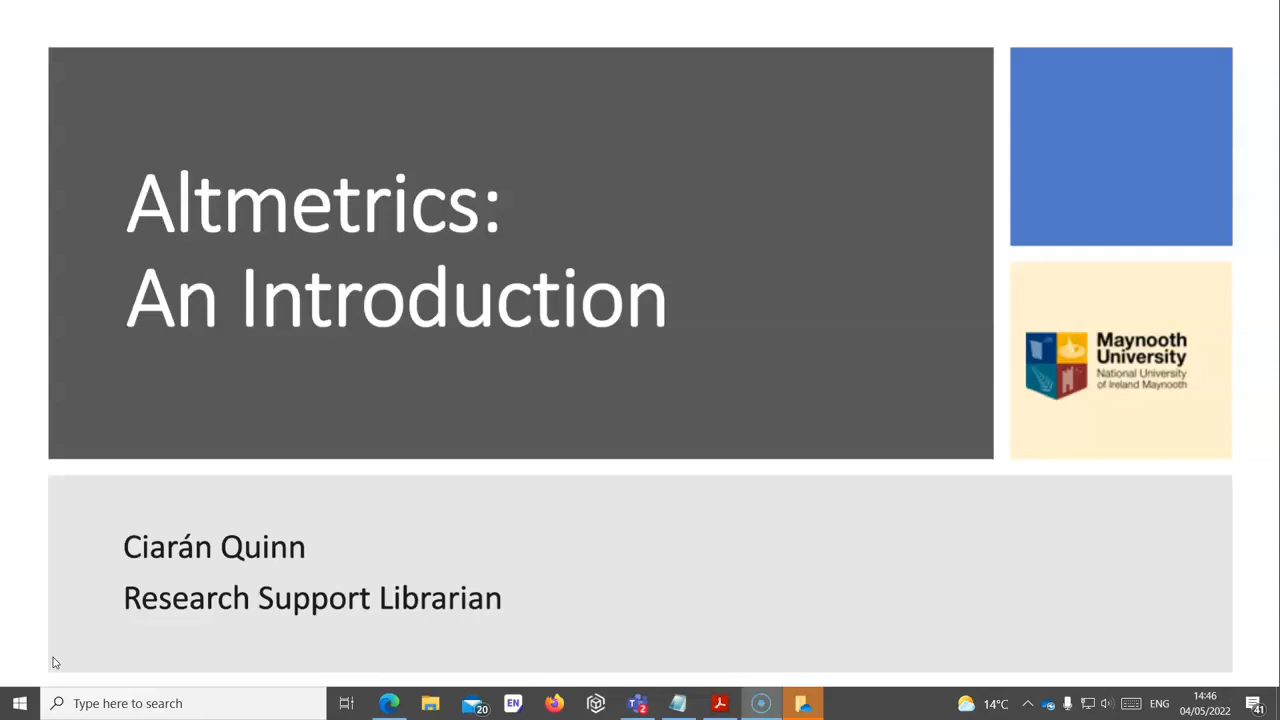 Altmetrics:
An Introduction
Maynooth
University
National University
of Ireland Maynooth
Ciarán Quinn
Research Support Librarian
Type here to search
20
EN
2
14°C
ENG
14:46
04/05/2022
41